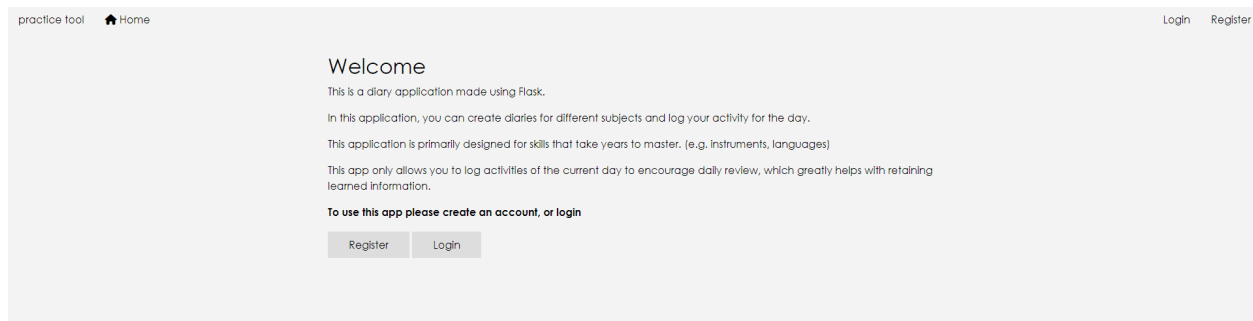 practice tool Home Login Register
Welcome
This is a diary application made using Flask.
In this application, you can create diaries for different subjects and log your activity for the day.
This application is primarily designed for skills that take years to master. (e.g. instruments, languages)
This app only allows you to log activities of the current day to encourage daily review, which greatly helps with retaining
learned information.
To use this app please create an account, or login
Register Login